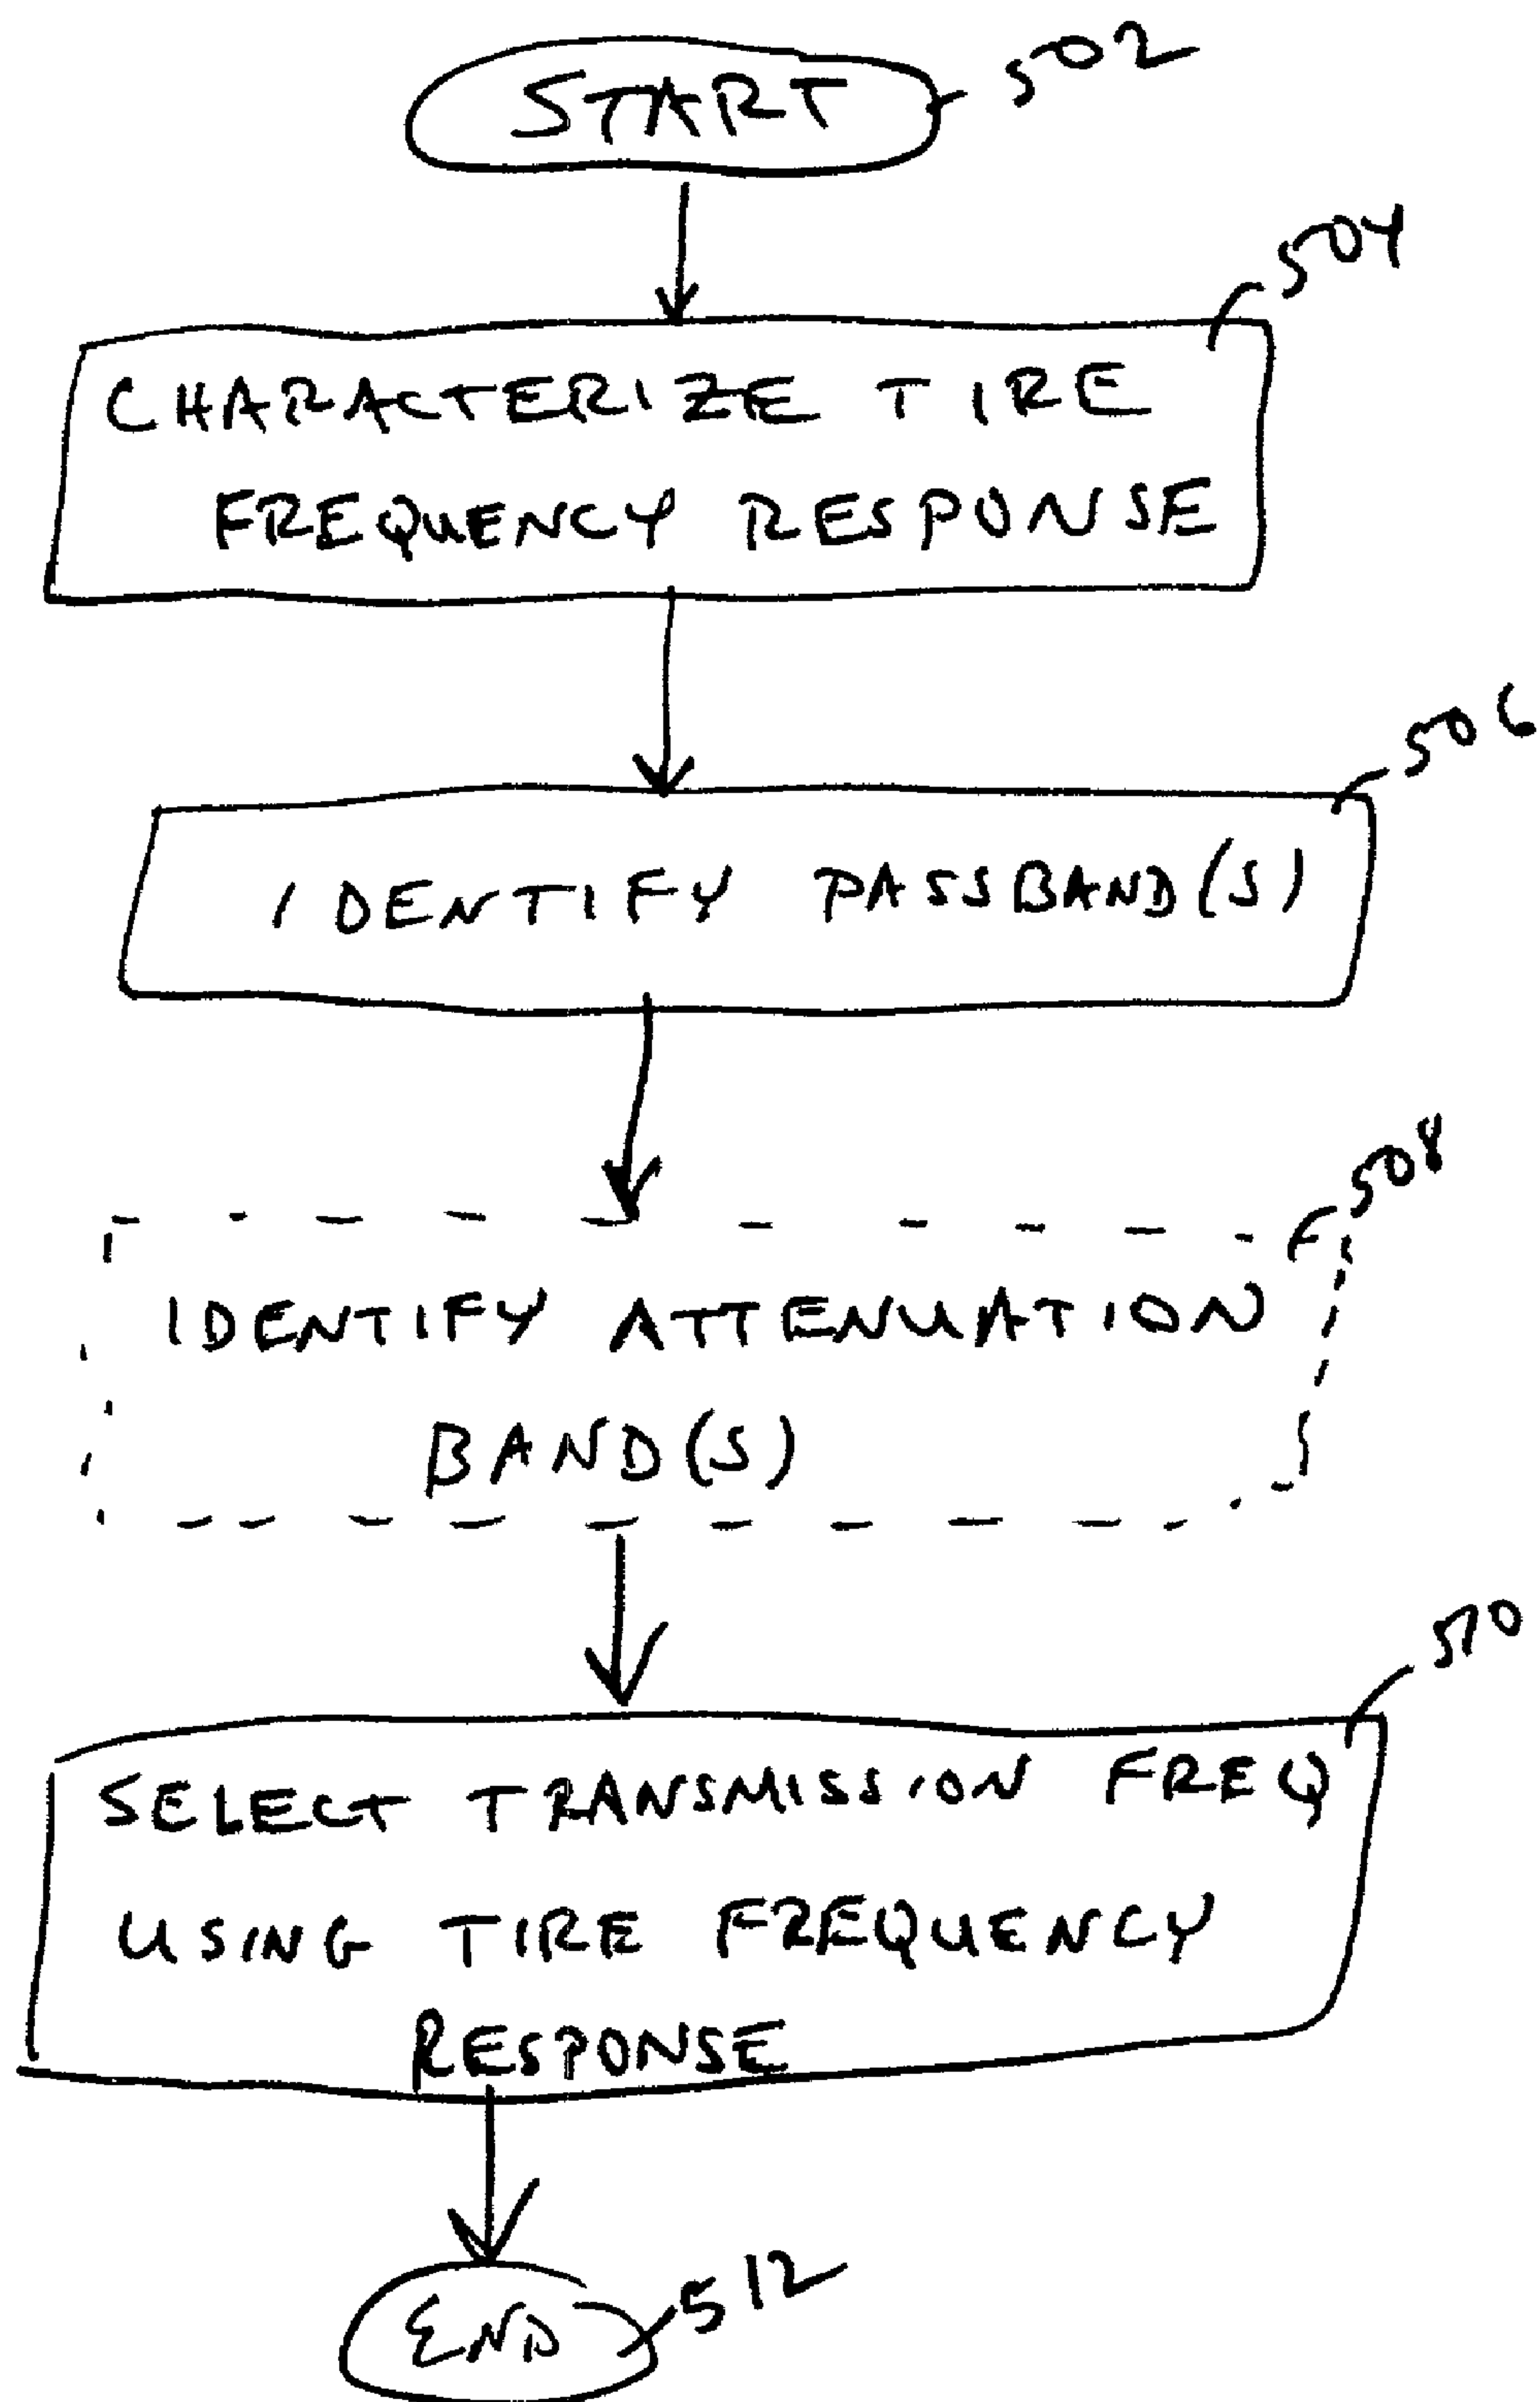 START 502
504
CHARACTERIZE TIRE
FREQUENCY RESPONSE
506
IDENTIFY PASSBAND(S)
508
IDENTIFY ATTENUATION
BAND(S)
510
SELECT TRANSMISSION FREQ
USING TIRE FREQUENCY
RESPONSE
END 512